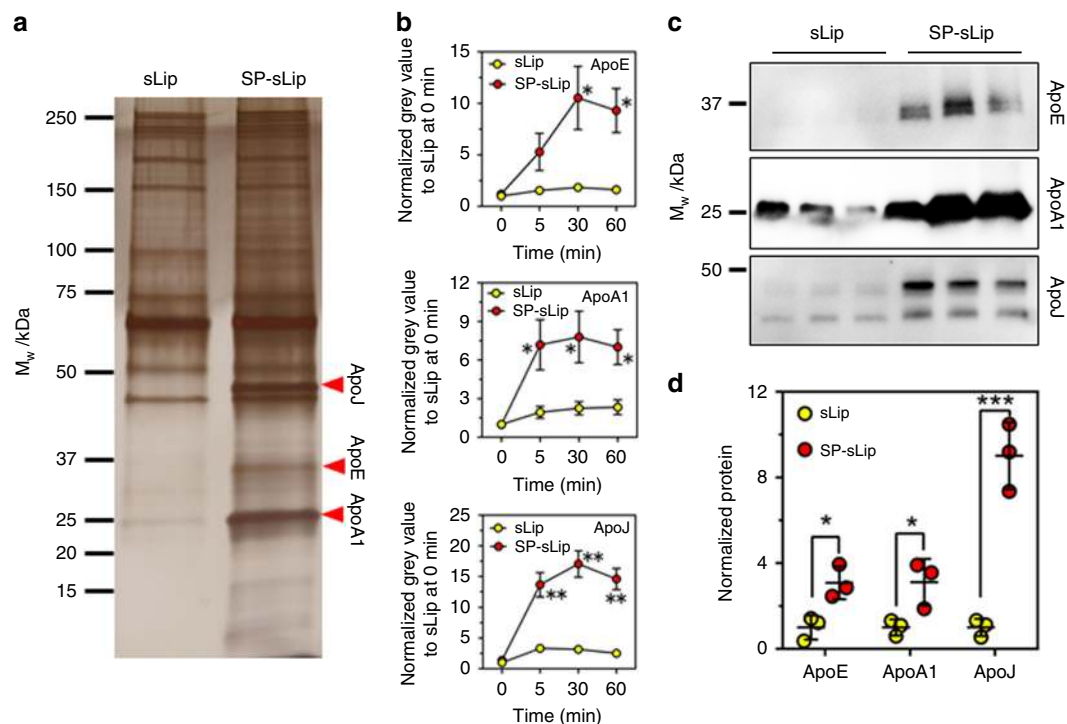 a
sLip SP-sLip
M_w /kDa
250
150
100
75
50
37
25
20
15
ApoJ
ApoE
ApoA1
b
Normalized grey value
to sLip at 0 min
15
10
5
0
sLip
SP-sLip
ApoE
*
*
0 5 30 60
Time (min)
Normalized grey value
to sLip at 0 min
12
9
6
3
0
sLip
SP-sLip
ApoA1
*
*
*
0 5 30 60
Time (min)
Normalized grey value
to sLip at 0 min
25
20
15
10
5
0
sLip
SP-sLip
ApoJ
**
**
**
0 5 30 60
Time (min)
c
sLip SP-sLip
M_w /kDa
37
25
50
ApoE
ApoA1
ApoJ
d
Normalized protein
12
8
4
0
sLip
SP-sLip
*
*
***
ApoE ApoA1 ApoJ